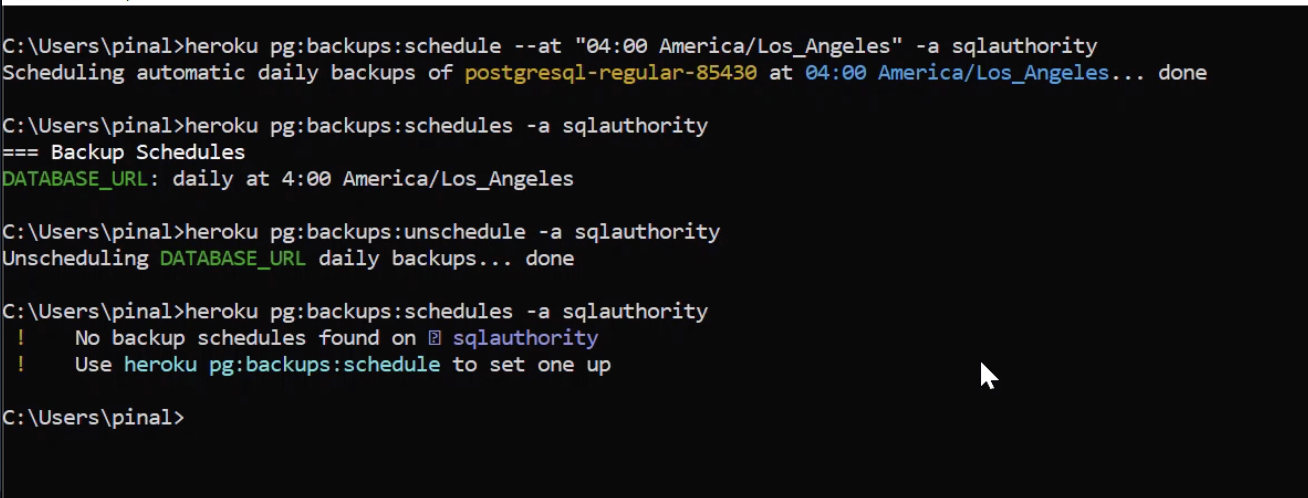 C:\Users\pinal>heroku pg:backups:schedule --at "04:00 America/Los_Angeles" -a sqlauthority
Scheduling automatic daily backups of postgresql-regular-85430 at 04:00 America/Los_Angeles... done
C:\Users\pinal>heroku pg:backups:schedules -a sqlauthority
=== Backup Schedules
DATABASE_URL: daily at 4:00 America/Los_Angeles
C:\Users\pinal>heroku pg:backups:unschedule -a sqlauthority
Unscheduling DATABASE_URL daily backups... done
C:\Users\pinal>heroku pg:backups:schedules -a sqlauthority
! No backup schedules found on ⍰ sqlauthority
! Use heroku pg:backups:schedule to set one up
C:\Users\pinal>